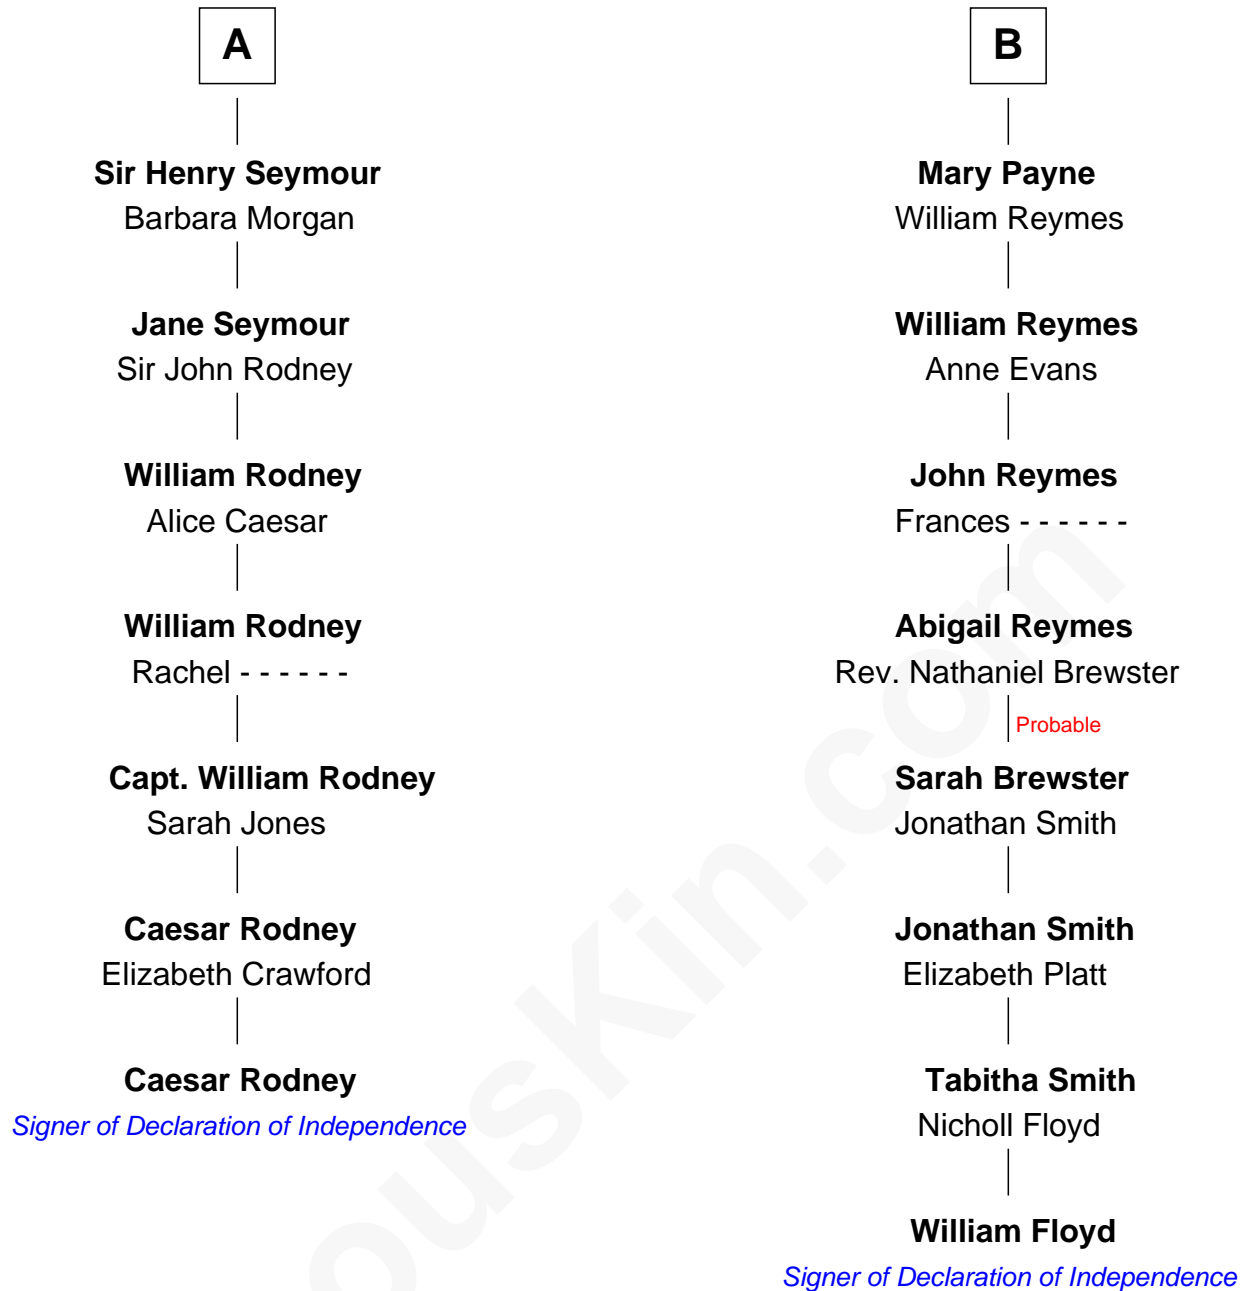 A
Sir Henry Seymour
Barbara Morgan
Jane Seymour
Sir John Rodney
William Rodney
Alice Caesar
William Rodney
Rachel - - - - - -
Capt. William Rodney
Sarah Jones
Caesar Rodney
Elizabeth Crawford
Caesar Rodney
Signer of Declaration of Independence
B
Mary Payne
William Reymes
William Reymes
Anne Evans
John Reymes
Frances - - - - - -
Abigail Reymes
Rev. Nathaniel Brewster
Probable
Sarah Brewster
Jonathan Smith
Jonathan Smith
Elizabeth Platt
Tabitha Smith
Nicholl Floyd
William Floyd
Signer of Declaration of Independence
ousKin.com